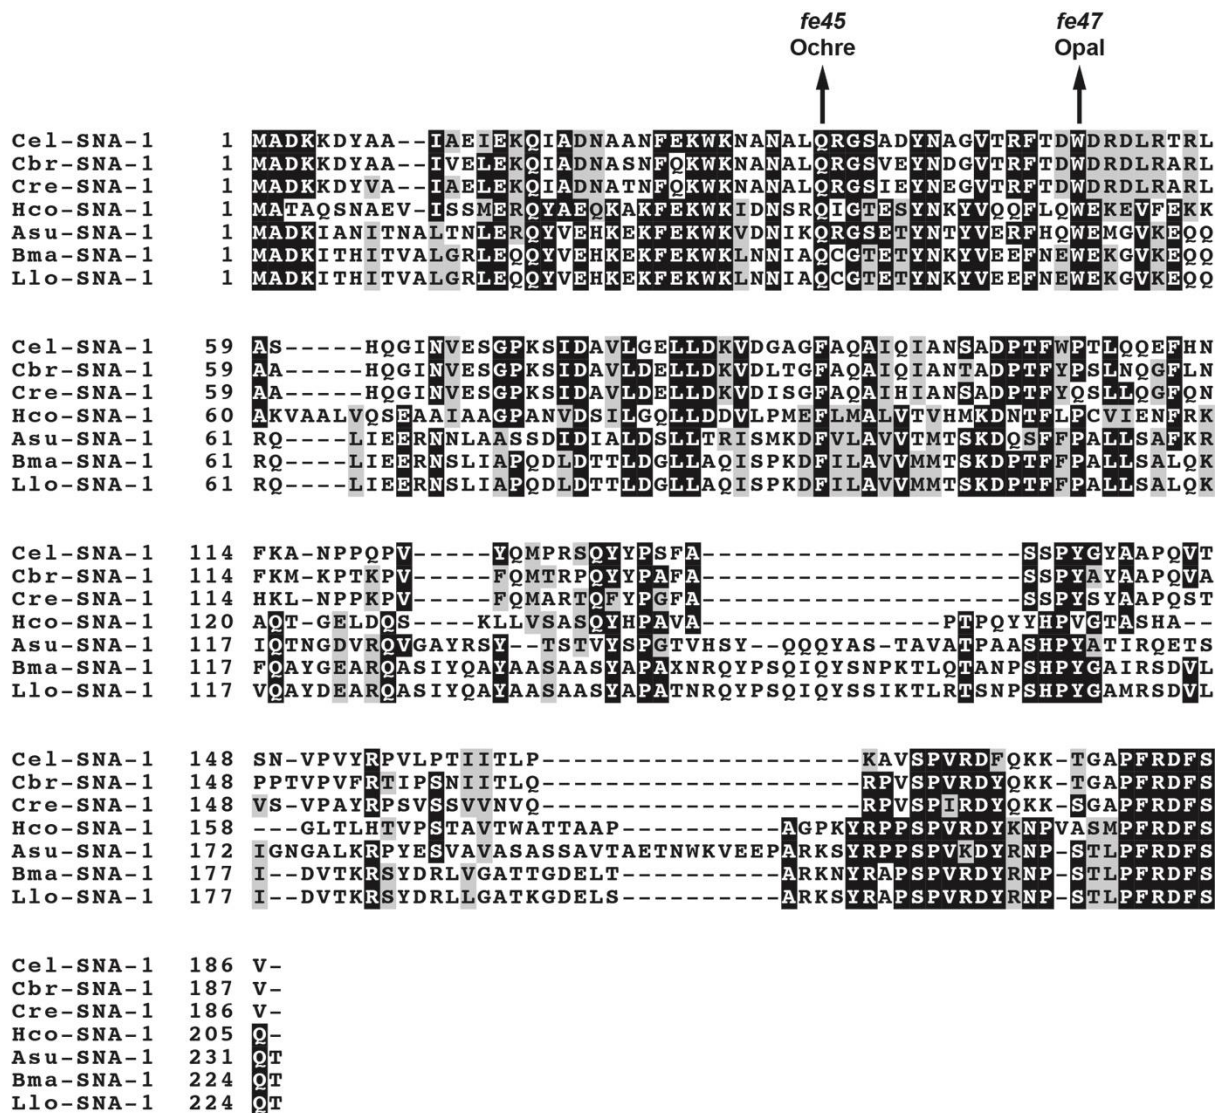 fe45 fe47
Ochre Opal
Cel-SNA-1 1 MADKKDYAA--IAEIEKQIADNAANFEKWKNANALQRGSADYNAGVTRFTDWDRDLRTRL
Cbr-SNA-1 1 MADKKDYAA--IVELEKQIADNASNFQKWKNANALQRGSVEYNDGVTRFTDWDRDLRARL
Cre-SNA-1 1 MADKKDYVA--IAELEKQIADNATNFQKWKNANALQRGSIEYNEGVTRFTDWDRDLRARL
Hco-SNA-1 1 MATAQSNAEV-ISSMERQYAEQKAKFEKWKIDNSRQIGTESYNKYVQQFLQWEKEVFEKK
Asu-SNA-1 1 MADKIANITNALTNLERQYVEHKEKFEKWKVDNIKQRGSETYNTYVERFHQWEMGVKEQQ
Bma-SNA-1 1 MADKITHITVALGRLEQQYVEHKEKFEKWKLNNIAQCGTETYNKYVEEFNEWEKGVKEQQ
Llo-SNA-1 1 MADKITHITVALGRLEQQYVEHKEKFEKWKLNNIAQCGTETYNKYVEEFNEWEKGVKEQQ
Cel-SNA-1 59 AS-----HQGINVESGPKSIDAVLGELLDKVDGAGFAQAIQIANSADPTFWPTLQQEFHN
Cbr-SNA-1 59 AA-----HQGINVESGPKSIDAVLDELLDKVDLTGFAQAIQIANTADPTFYPSLNQGFLN
Cre-SNA-1 59 AA-----HQGINVESGPKSIDAVLDELLDKVDISGFAQAIHIANSADPTFYQSLLQGFQN
Hco-SNA-1 60 AKVAALVQSEAAIAAGPANVDSILGQLLDDVLPMEFLMALVTVHMKDNTFLPCVIENFRK
Asu-SNA-1 61 RQ----LIEERNNLAASSDIDIALDSLLTRISMKDFVLAVVTMTSKDQSFFPALLSAFKR
Bma-SNA-1 61 RQ----LIEERNSLIAPQDLDTTLDGLLAQISPKDFILAVVMMTSKDPTFFPALLSALQK
Llo-SNA-1 61 RQ----LIEERNSLIAPQDLDTTLDGLLAQISPKDFILAVVMMTSKDPTFFPALLSALQK
Cel-SNA-1 114 FKA-NPPQPV-----YQMPRSQYYPSFA--------------------SSPYGYAAPQVT
Cbr-SNA-1 114 FKM-KPTKPV-----FQMTRPQYYPAFA--------------------SSPYAYAAPQVA
Cre-SNA-1 114 HKL-NPPKPV-----FQMARTQFYPGFA--------------------SSPYSYAAPQST
Hco-SNA-1 120 AQT-GELDQS----KLLVSASQYHPAVA---------------PTPQYYHPVGTASHA--
Asu-SNA-1 117 IQTNGDVRQVGAYRSY--TSTVYSPGTVHSY--QQQYAS-TAVATPAASHPYATIRQETS
Bma-SNA-1 117 FQAYGEARQASIYQAYAASAASYAPAXNRQYPSQIQYSNPKTLQTANPSHPYGAIRSDVL
Llo-SNA-1 117 VQAYDEARQASIYQAYAASAASYAPATNRQYPSQIQYSSIKTLRTSNPSHPYGAMRSDVL
Cel-SNA-1 148 SN-VPVYRPVLPTIITLP--------------------KAVSPVRDFQKK-TGAPFRDFS
Cbr-SNA-1 148 PPTVPVFRTIPSNIITLQ--------------------RPVSPVRDYQKK-TGAPFRDFS
Cre-SNA-1 148 VS-VPAYRPSVSSVVNVQ--------------------RPVSPIRDYQKK-SGAPFRDFS
Hco-SNA-1 158 ---GLTLHTVPSTAVTWATTAAP----------AGPKYRPPSPVRDYKNPVASMPFRDFS
Asu-SNA-1 172 IGNGALKRPYESVAVASASSAVTAETNWKVEEPARKSYRPPSPVKDYRNP-STLPFRDFS
Bma-SNA-1 177 I--DVTKRSYDRLVGATTGDELT----------ARKNYRAPSPVRDYRNP-STLPFRDFS
Llo-SNA-1 177 I--DVTKRSYDRLLGATKGDELS----------ARKSYRAPSPVRDYRNP-STLPFRDFS
Cel-SNA-1 186 V-
Cbr-SNA-1 187 V-
Cre-SNA-1 186 V-
Hco-SNA-1 205 Q-
Asu-SNA-1 231 QT
Bma-SNA-1 224 QT
Llo-SNA-1 224 QT